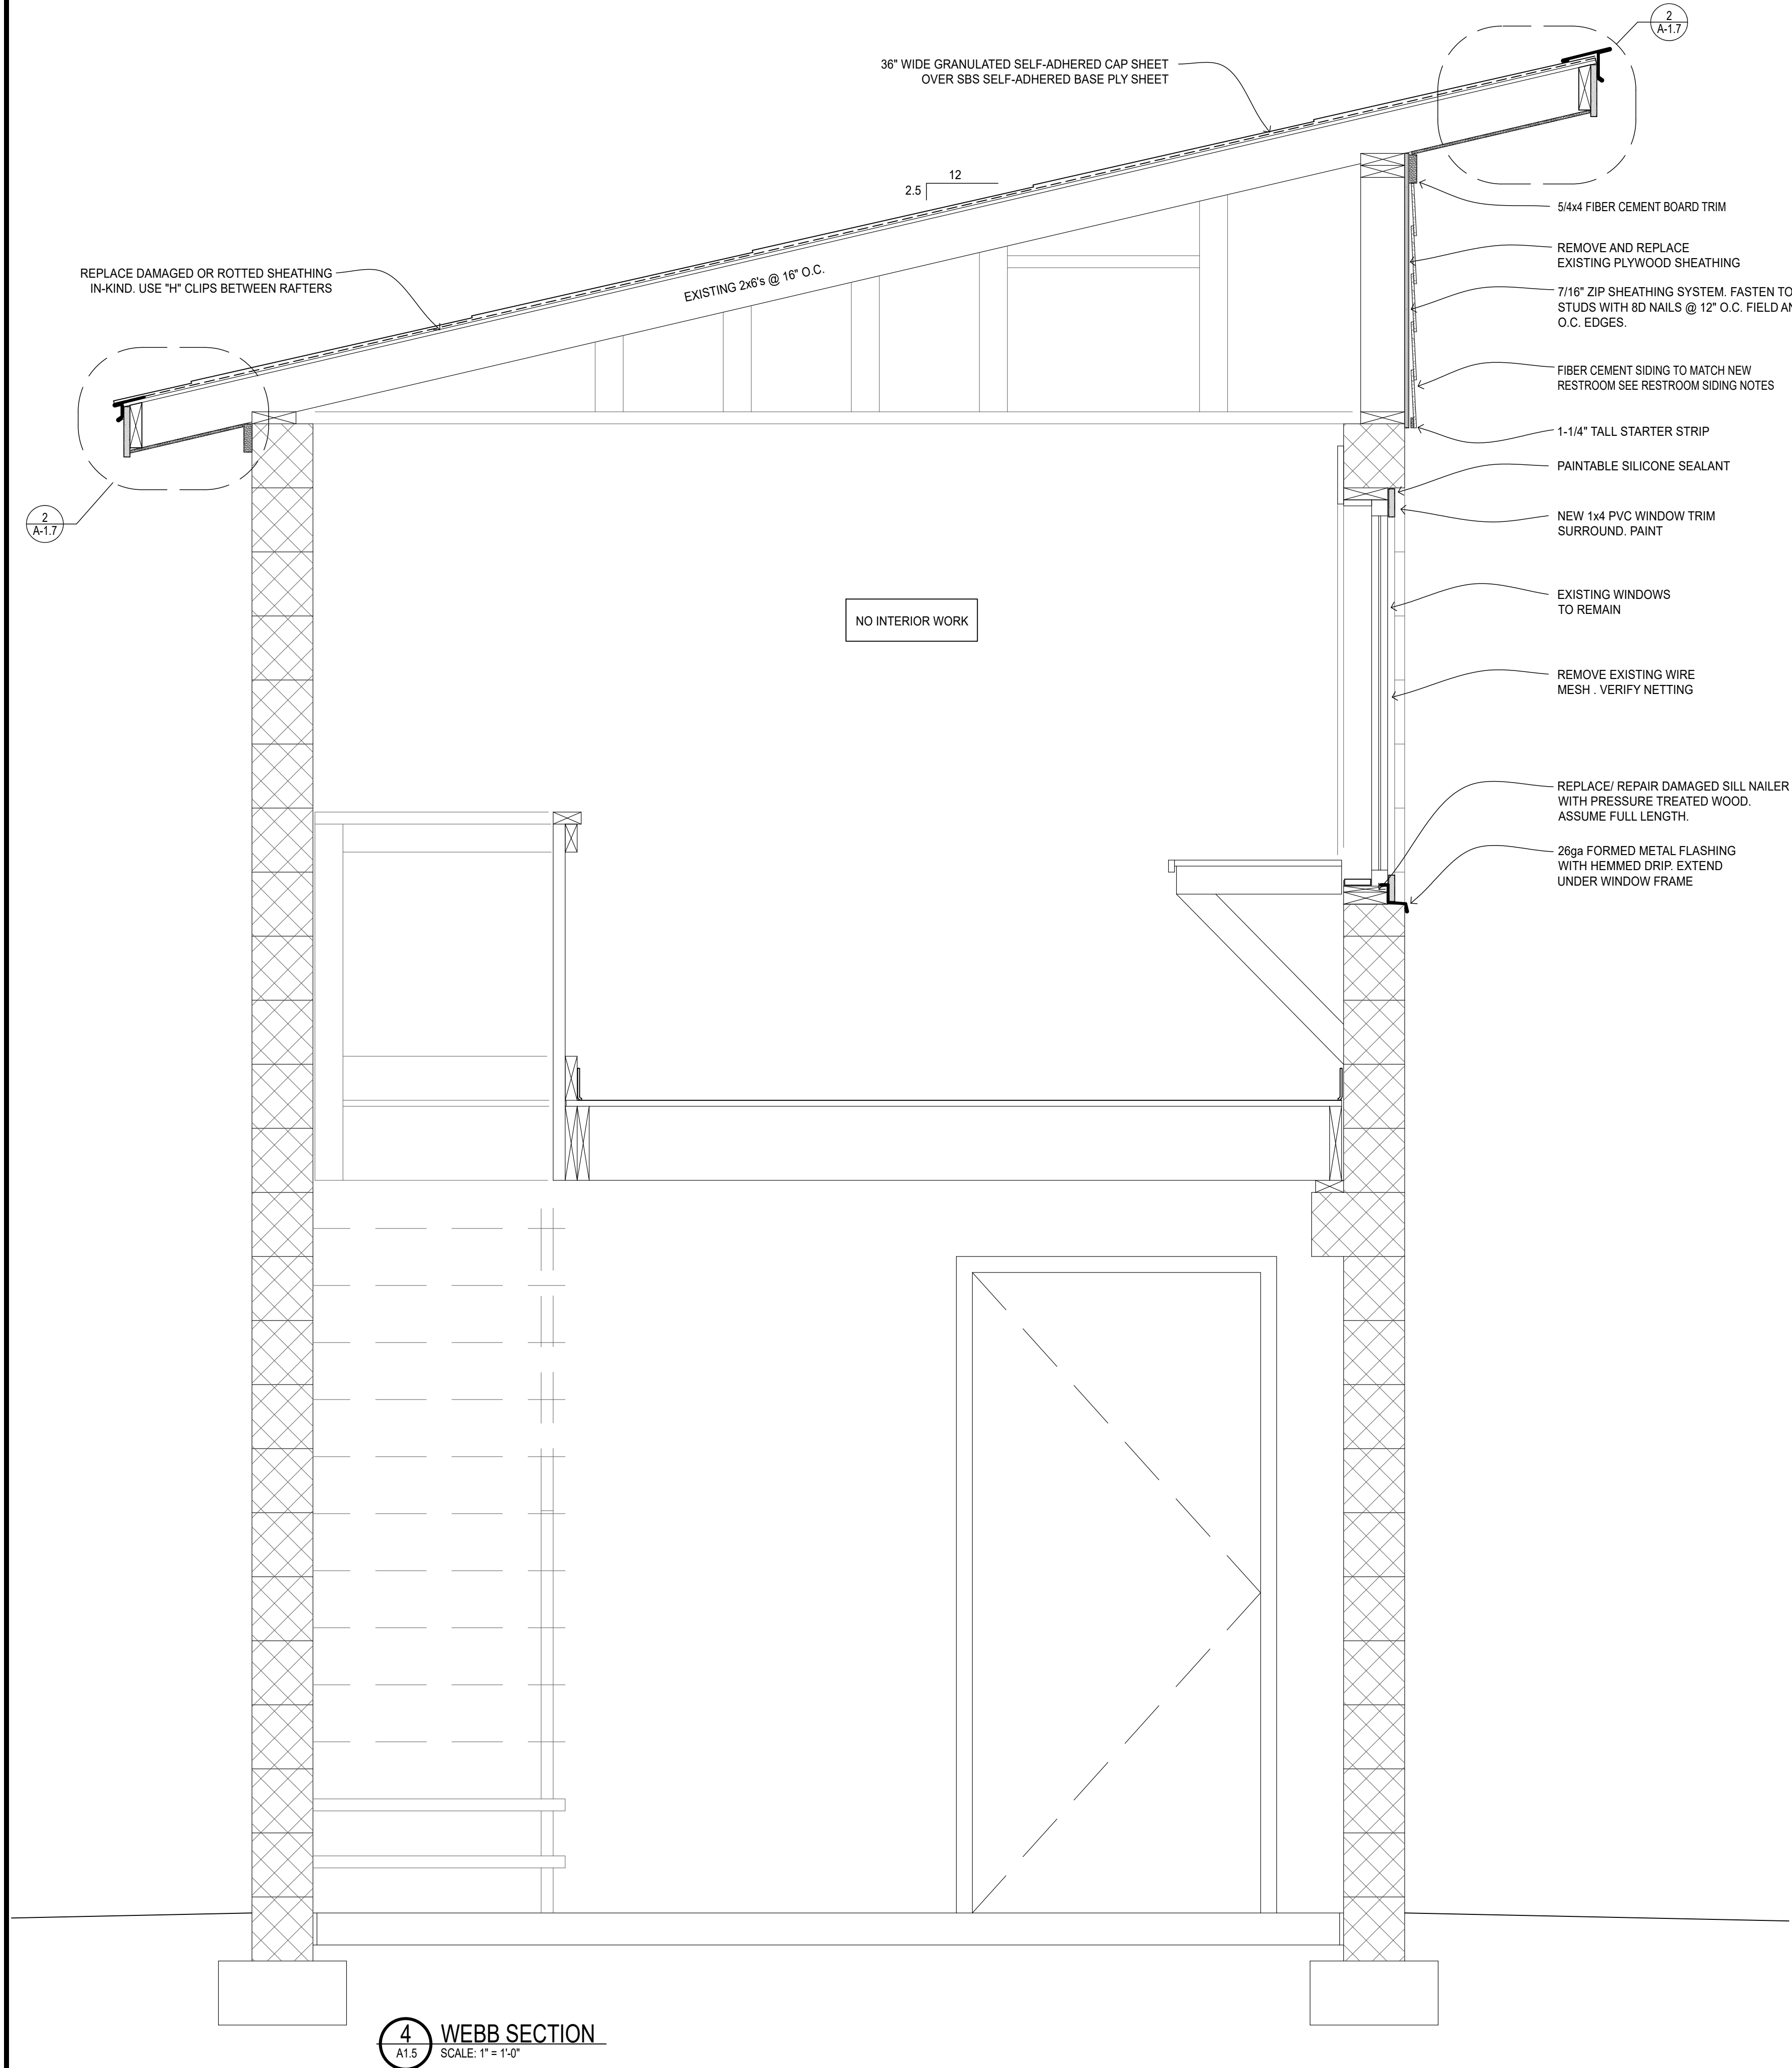 2
A-1.7
36" WIDE GRANULATED SELF-ADHERED CAP SHEET
OVER SBS SELF-ADHERED BASE PLY SHEET
12
2.5
5/4x4 FIBER CEMENT BOARD TRIM
REMOVE AND REPLACE
EXISTING PLYWOOD SHEATHING
REPLACE DAMAGED OR ROTTED SHEATHING
IN-KIND. USE "H" CLIPS BETWEEN RAFTERS
EXISTING 2x6's @ 16" O.C.
7/16" ZIP SHEATHING SYSTEM. FASTEN TO
STUDS WITH 8D NAILS @ 12" O.C. FIELD
O.C. EDGES.
FIBER CEMENT SIDING TO MATCH NEW
RESTROOM SEE RESTROOM SIDING NOTES
1-1/4" TALL STARTER STRIP
PAINTABLE SILICONE SEALANT
2
A-1.7
NEW 1x4 PVC WINDOW TRIM
SURROUND. PAINT
EXISTING WINDOWS
TO REMAIN
NO INTERIOR WORK
REMOVE EXISTING WIRE
MESH . VERIFY NETTING
REPLACE/ REPAIR DAMAGED SILL NAILER
WITH PRESSURE TREATED WOOD.
ASSUME FULL LENGTH.
26ga FORMED METAL FLASHING
WITH HEMMED DRIP. EXTEND
UNDER WINDOW FRAME
4
A1.5
WEBB SECTION
SCALE: 1" = 1'-0"